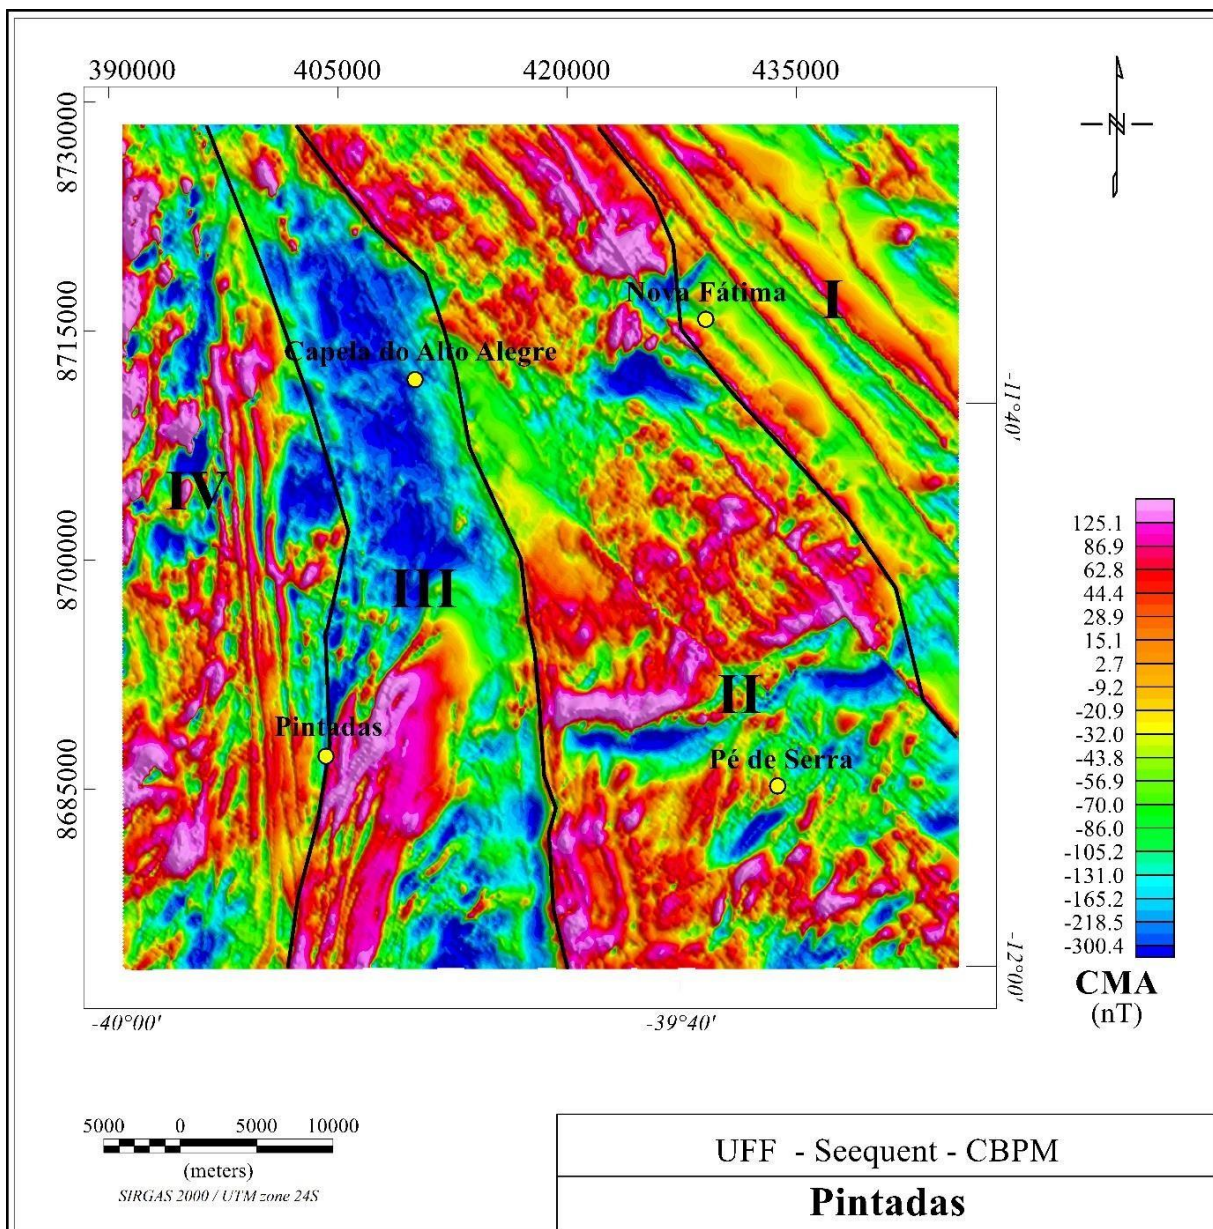 390000 405000 420000 435000
8730000
8715000
8700000
8685000
N
Nova Fátima
I
Capela do Alto Alegre
IV
III
II
Pintadas
Pé de Serra
-11°40'
-12°00'
-40°00'
-39°40'
125.1
86.9
62.8
44.4
28.9
15.1
2.7
-9.2
-20.9
-32.0
-43.8
-56.9
-70.0
-86.0
-105.2
-131.0
-165.2
-218.5
-300.4
CMA
(nT)
5000 0 5000 10000
(meters)
SIRGAS 2000 / UTM zone 24S
UFF - Seequent - CBPM
Pintadas